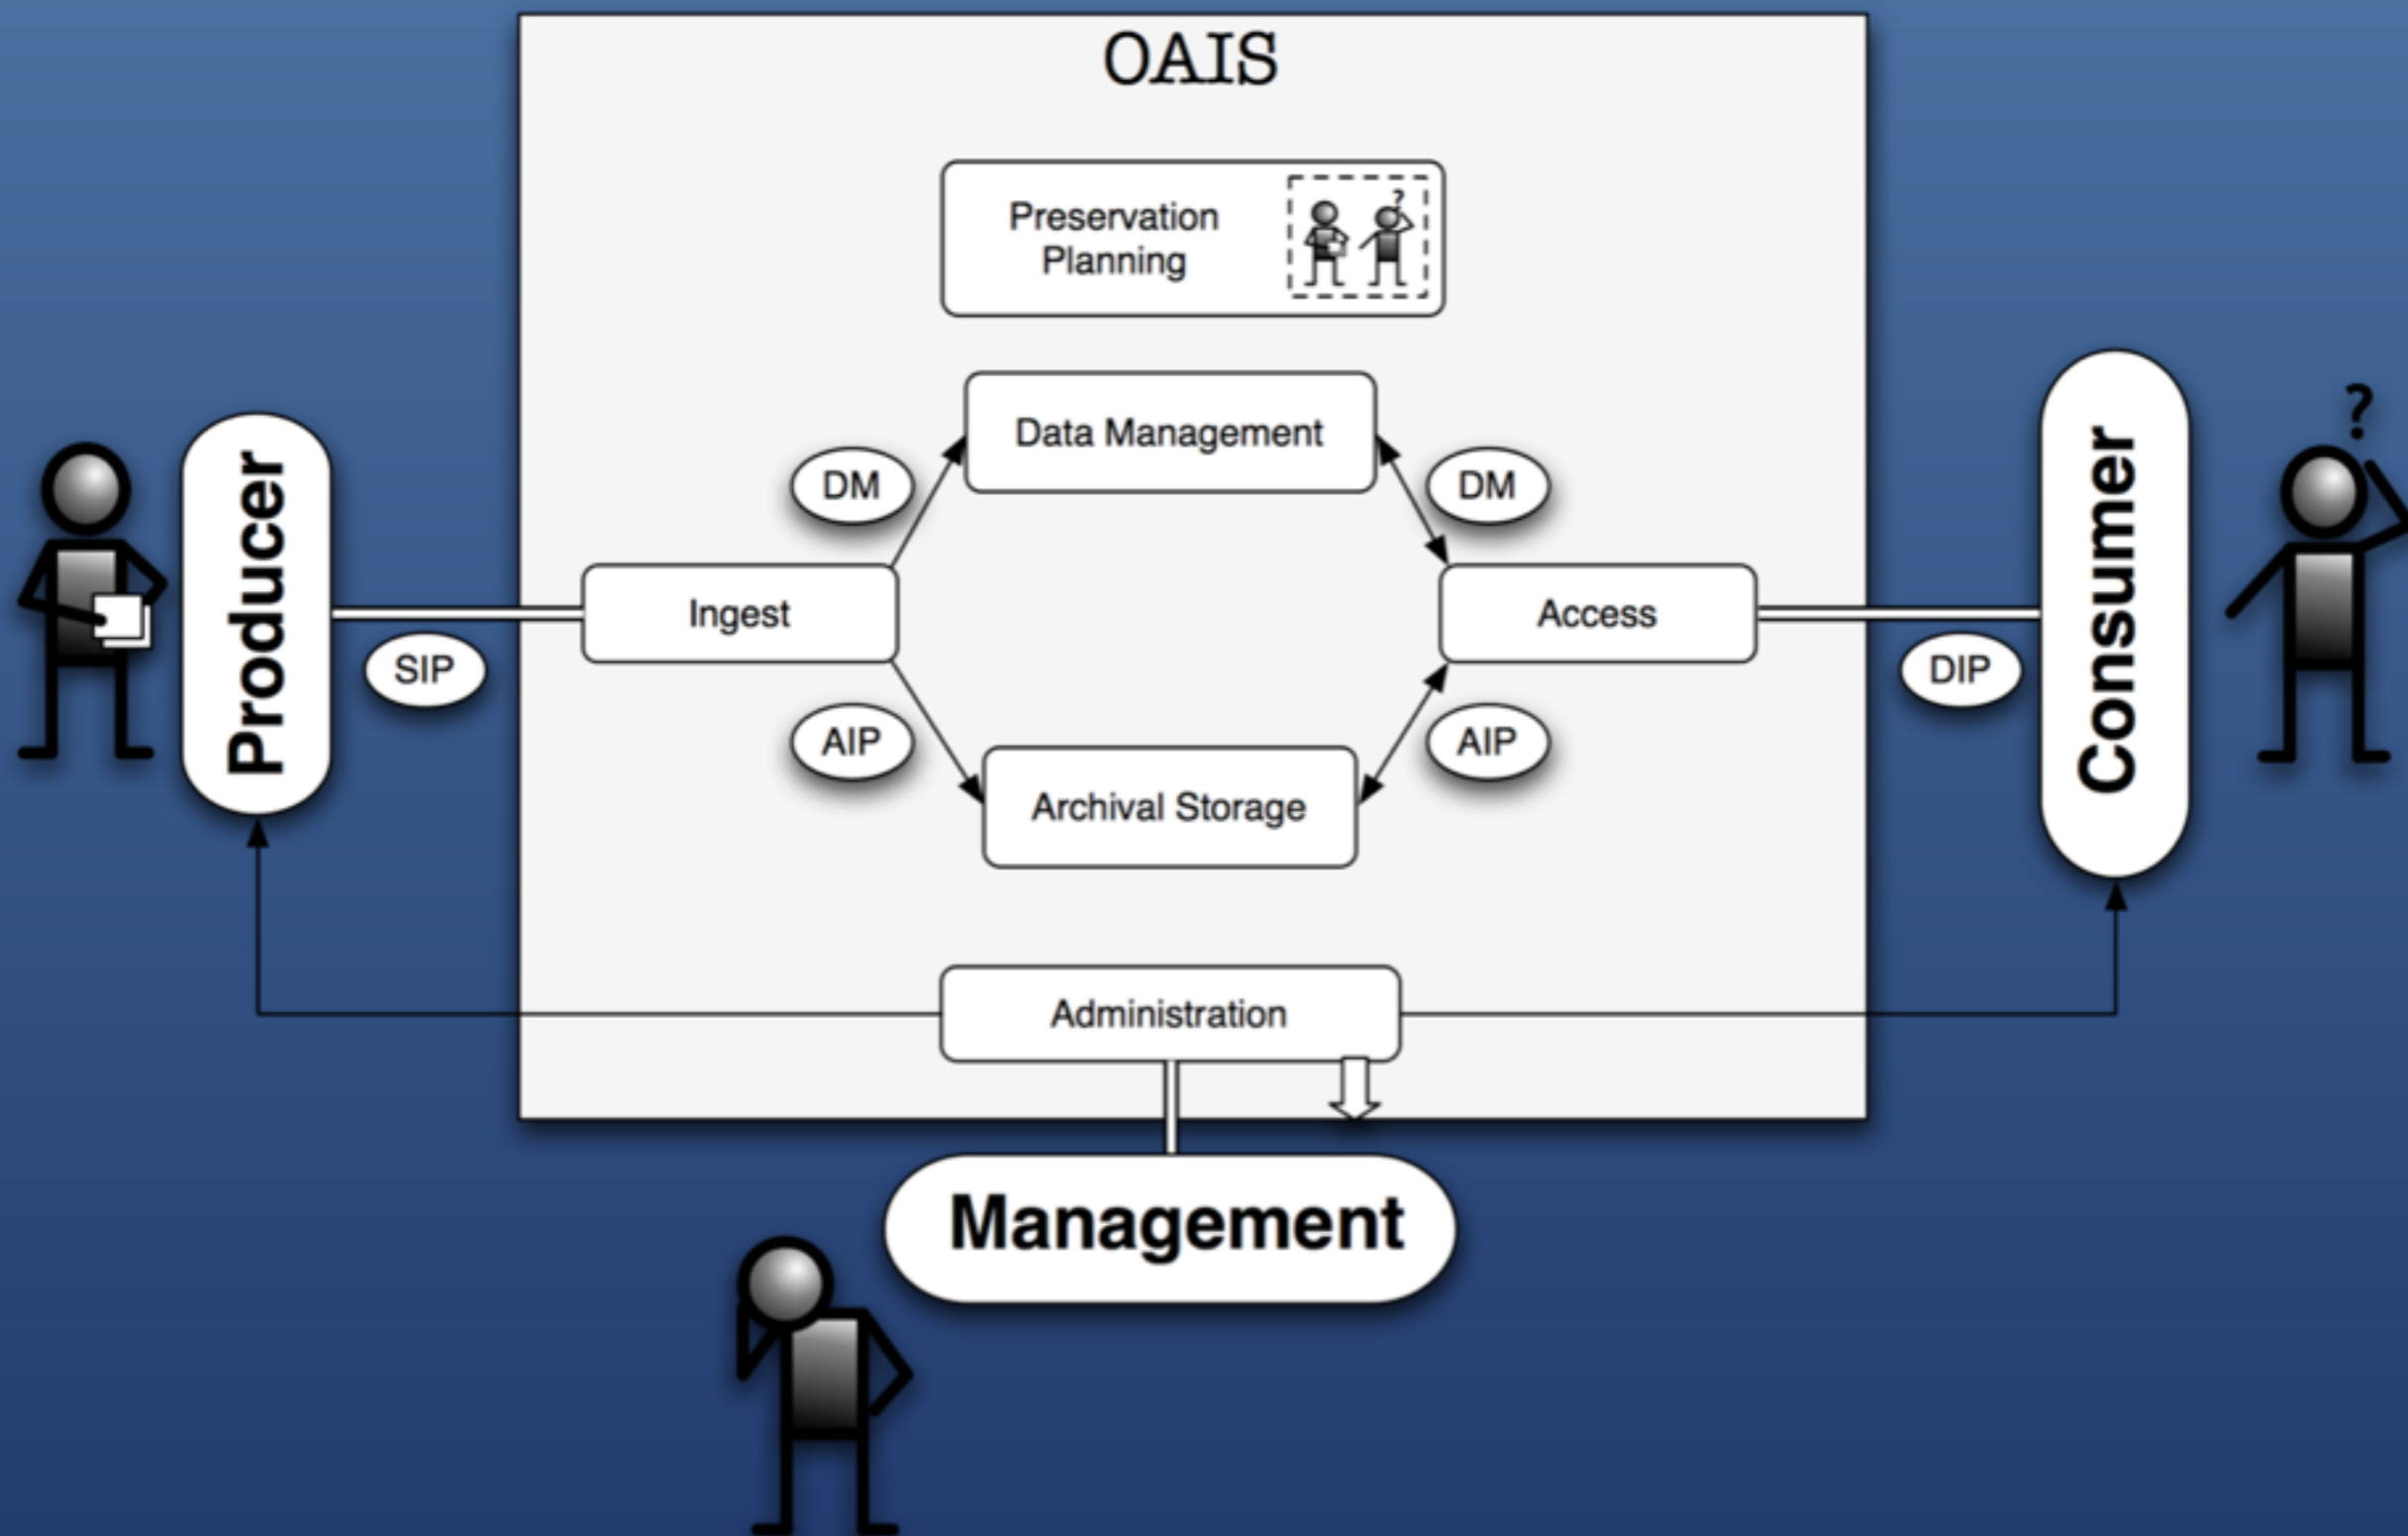 OAIS
Preservation
Planning
?
Data Management
DM
DM
?
Producer
Ingest
Access
Consumer
SIP
DIP
AIP
AIP
Archival Storage
Administration
Management